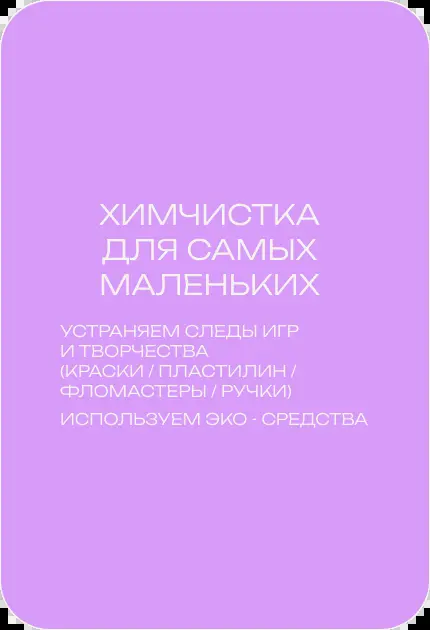 ХИМЧИСТКА
ДЛЯ САМЫХ
МАЛЕНЬКИХ
УСТРАНЯЕМ СЛЕДЫ ИГР
И ТВОРЧЕСТВА
(КРАСКИ / ПЛАСТИЛИН /
ФЛОМАСТЕРЫ / РУЧКИ)
ИСПОЛЬЗУЕМ ЭКО - СРЕДСТВА